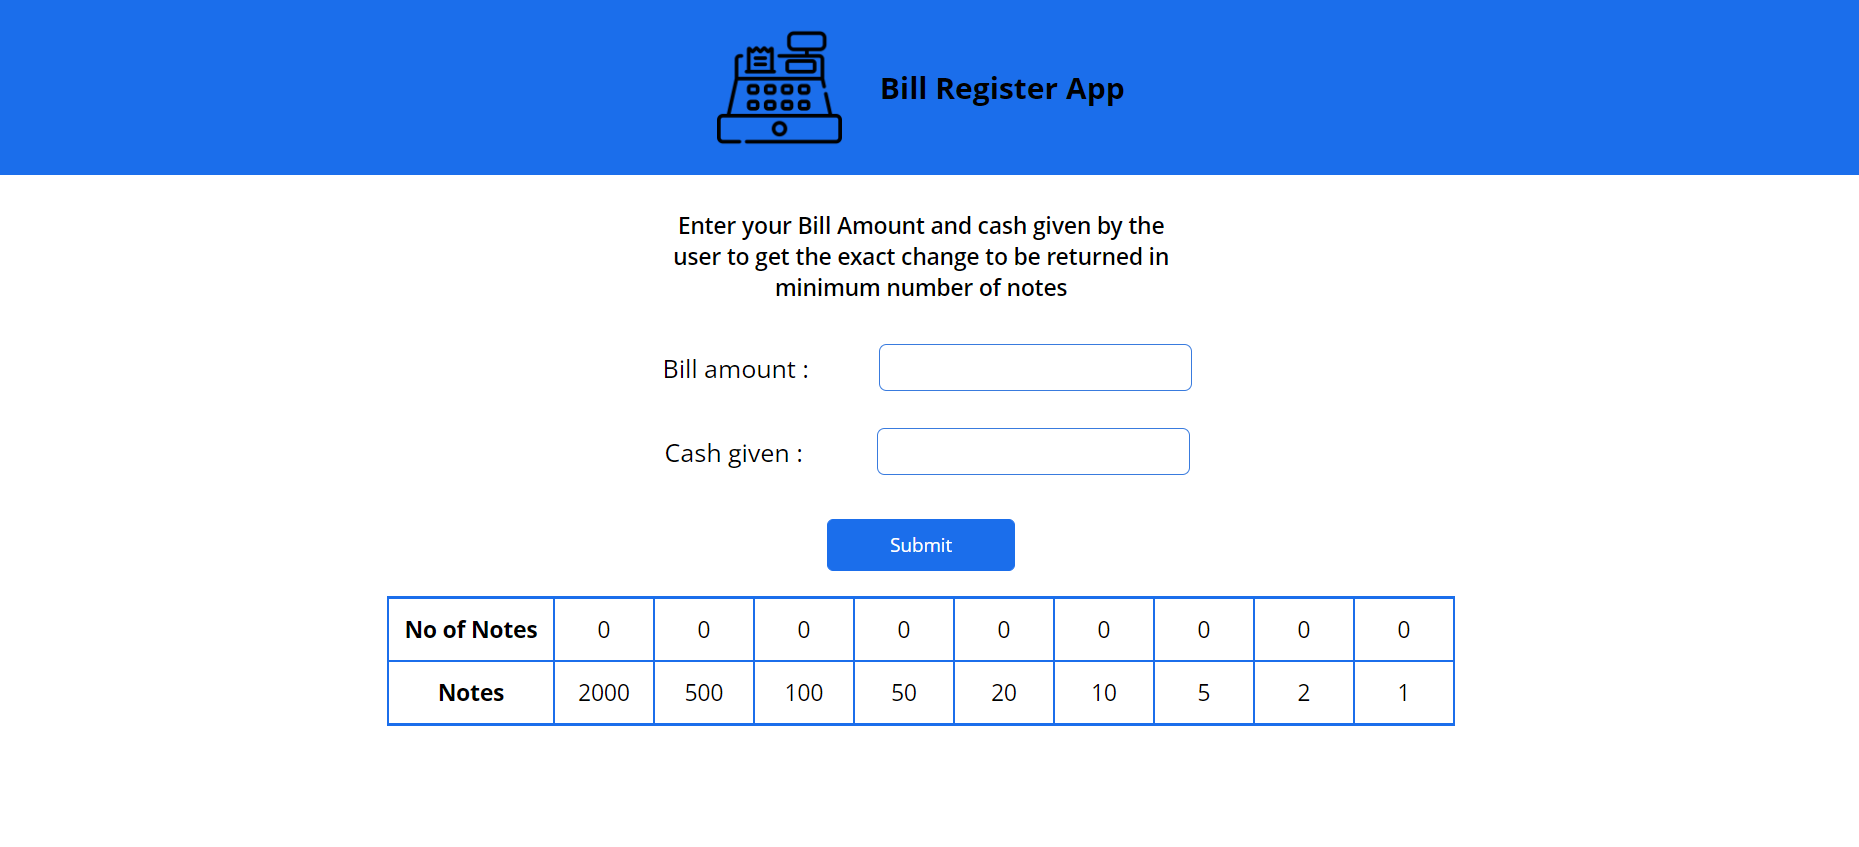 Bill Register App
Enter your Bill Amount and cash given by the
user to get the exact change to be returned in
minimum number of notes
Bill amount :
Cash given :
Submit
No of Notes 0 0 0 0 0 0 0 0 0
Notes 2000 500 100 50 20 10 5 2 1